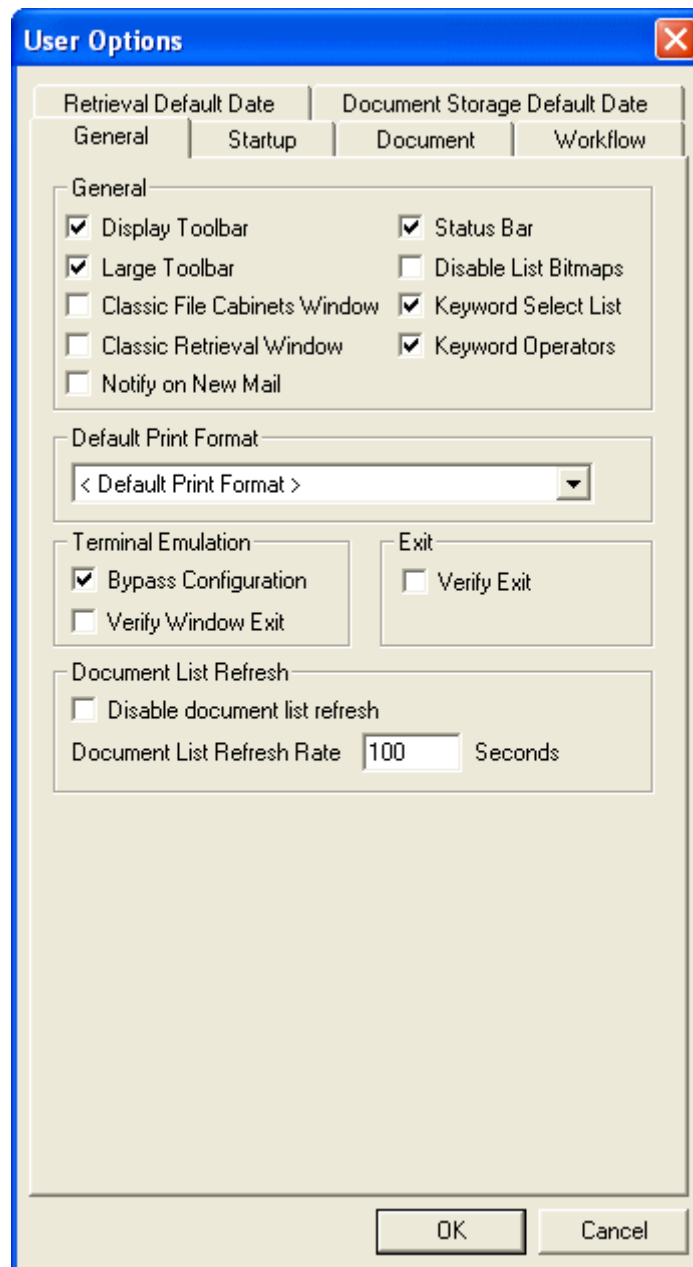 User Options
Retrieval Default Date
Document Storage Default Date
General
Startup
Document
Workflow
General
Display Toolbar
Status Bar
Large Toolbar
Disable List Bitmaps
Classic File Cabinets Window
Keyword Select List
Classic Retrieval Window
Keyword Operators
Notify on New Mail
Default Print Format
< Default Print Format >
Terminal Emulation
Exit
Bypass Configuration
Verify Exit
Verify Window Exit
Document List Refresh
Disable document list refresh
Document List Refresh Rate 100 Seconds
OK
Cancel